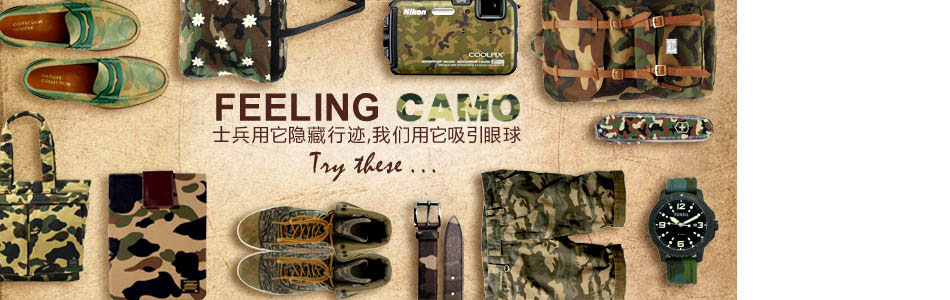 Nikon
COOLPIX
FEELING CAMO
士兵用它隐藏行迹,我们用它吸引眼球
Try these ...
FOSSIL